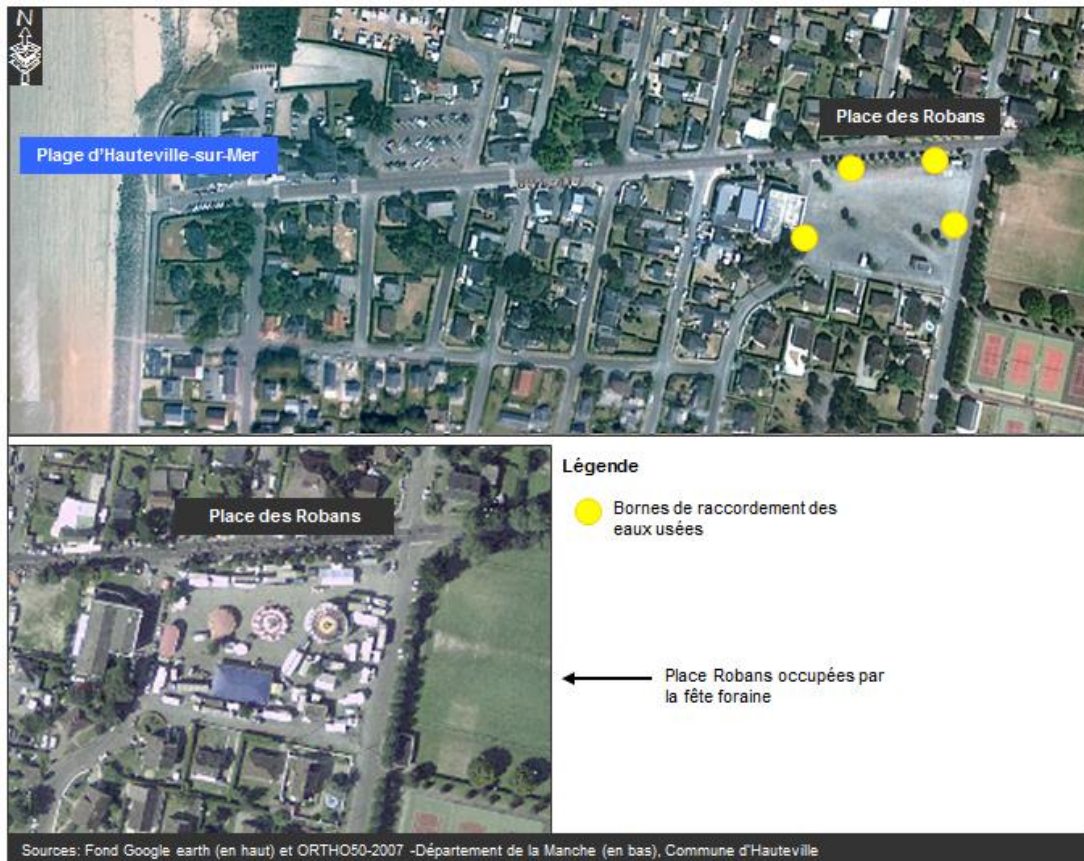 N
Place des Robans
Plage d'Hauteville-sur-Mer
Place des Robans
Légende
Bornes de raccordement des
eaux usées
Place Robans occupées par
la fête foraine
Sources: Fond Google earth (en haut) et ORTHO50-2007 -Département de la Manche (en bas), Commune d'Hauteville